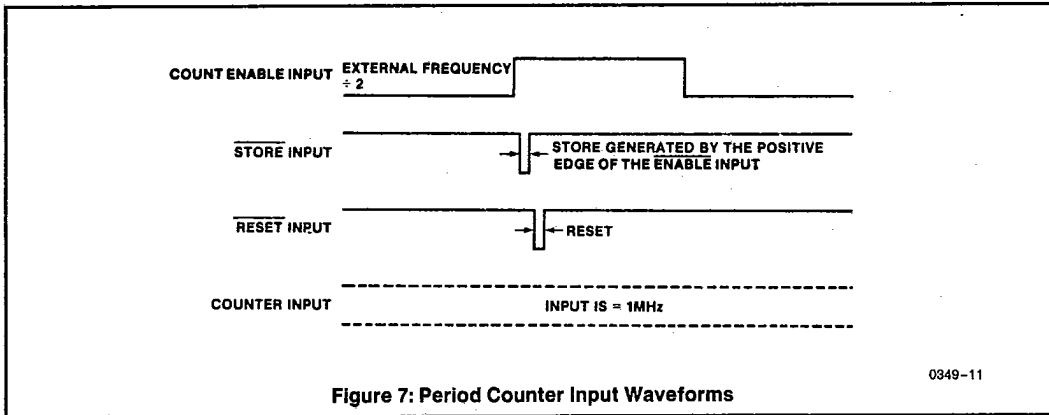 COUNT ENABLE INPUT
EXTERNAL FREQUENCY
÷ 2
STORE INPUT
STORE GENERATED BY THE POSITIVE
EDGE OF THE ENABLE INPUT
RESET INPUT
RESET
COUNTER INPUT
INPUT IS = 1MHz
0349-11
Figure 7: Period Counter Input Waveforms